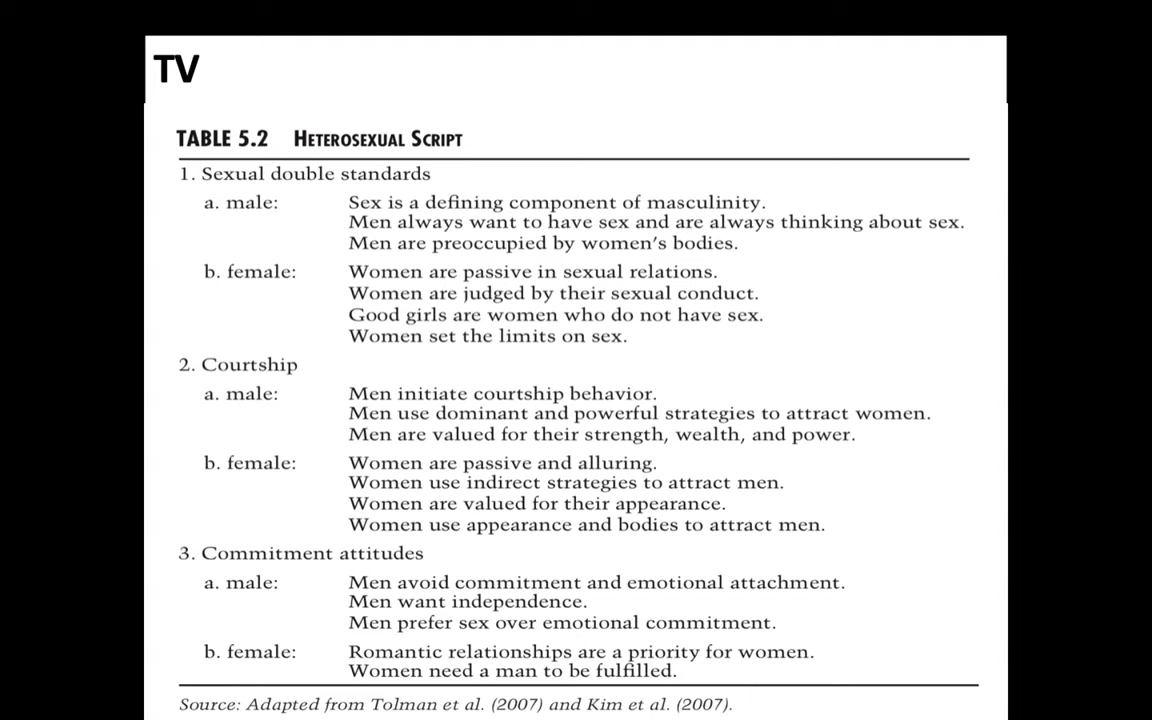 TV
TABLE 5.2 HETEROSEXUAL SCRIPT
1. Sexual double standards
a. male: Sex is a defining component of masculinity.
Men always want to have sex and are always thinking about sex.
Men are preoccupied by women's bodies.
b. female: Women are passive in sexual relations.
Women are judged by their sexual conduct.
Good girls are women who do not have sex.
Women set the limits on sex.
2. Courtship
a. male: Men initiate courtship behavior.
Men use dominant and powerful strategies to attract women.
Men are valued for their strength, wealth, and power.
b. female: Women are passive and alluring.
Women use indirect strategies to attract men.
Women are valued for their appearance.
Women use appearance and bodies to attract men.
3. Commitment attitudes
a. male: Men avoid commitment and emotional attachment.
Men want independence.
Men prefer sex over emotional commitment.
b. female: Romantic relationships are a priority for women.
Women need a man to be fulfilled.
Source: Adapted from Tolman et al. (2007) and Kim et al. (2007).